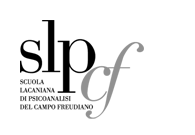 slp cf
SCUOLA
LACANIANA
DI PSICOANALISI
DEL CAMPO FREUDIANO